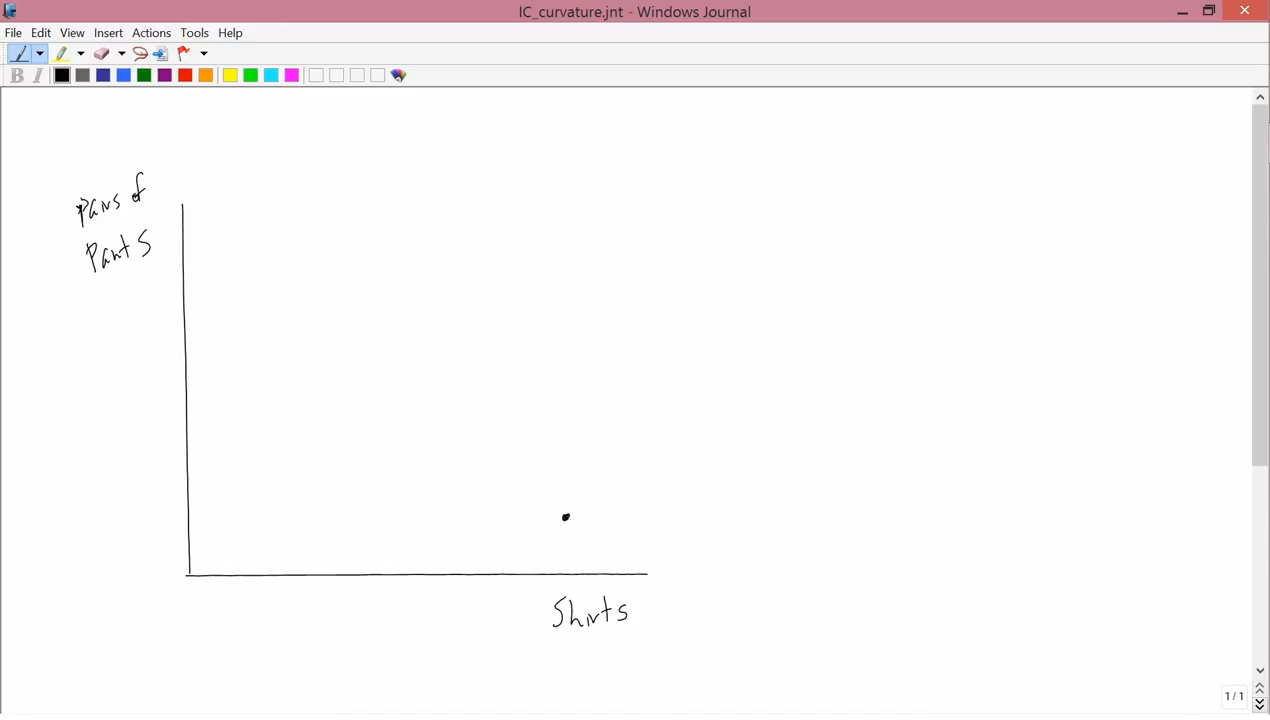 IC_curvature.jnt - Windows Journal
File Edit View Insert Actions Tools Help
B I
Pairs of
Pants
Shirts
1 / 1